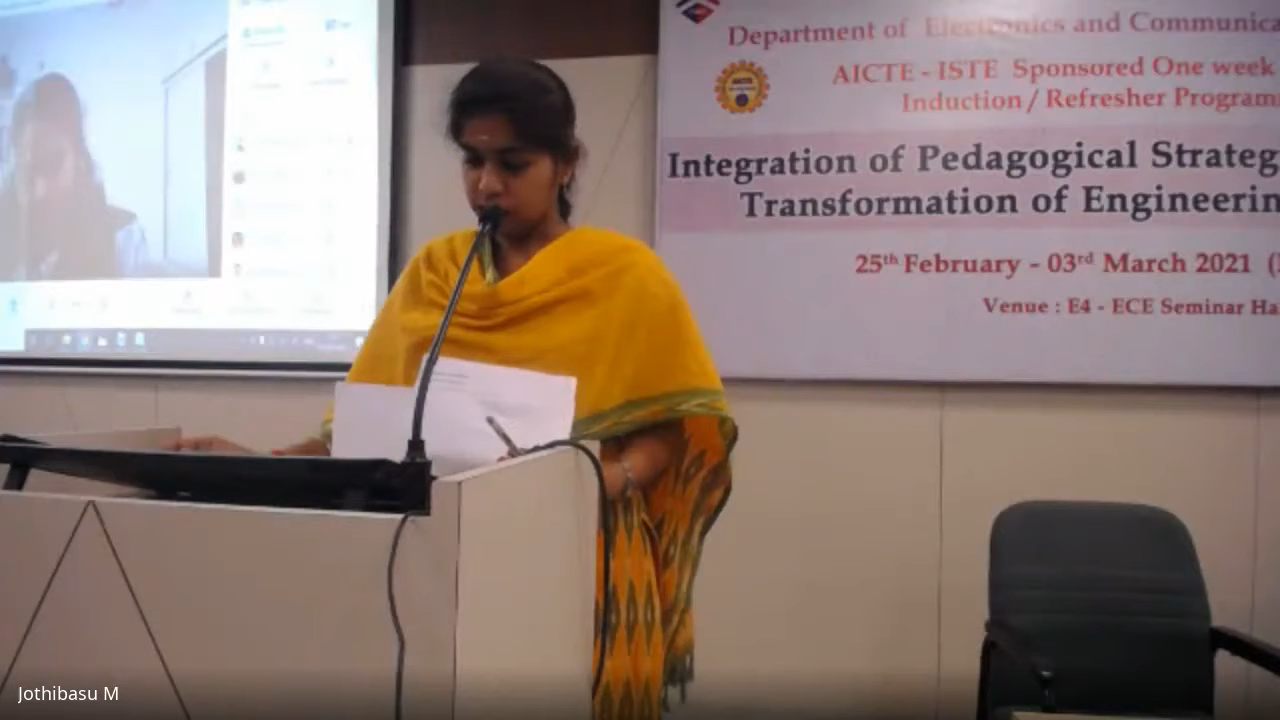 Department of Electronics and Communica
AICTE - ISTE Sponsored One week
Induction / Refresher Program
Integration of Pedagogical Strateg
Transformation of Engineerin
25th February - 03rd March 2021 (
Venue : E4 - ECE Seminar Ha
AICTE
Jothibasu M